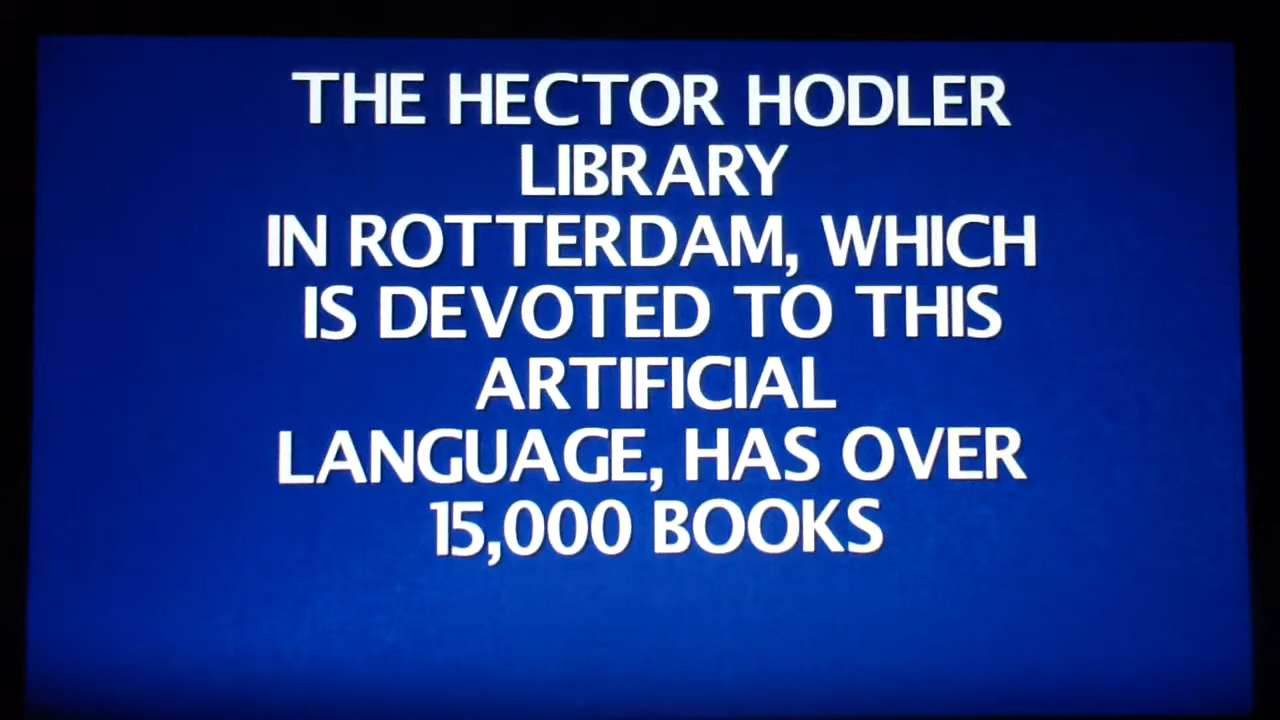 THE HECTOR HODLER
LIBRARY
IN ROTTERDAM, WHICH
IS DEVOTED TO THIS
ARTIFICIAL
LANGUAGE, HAS OVER
15,000 BOOKS